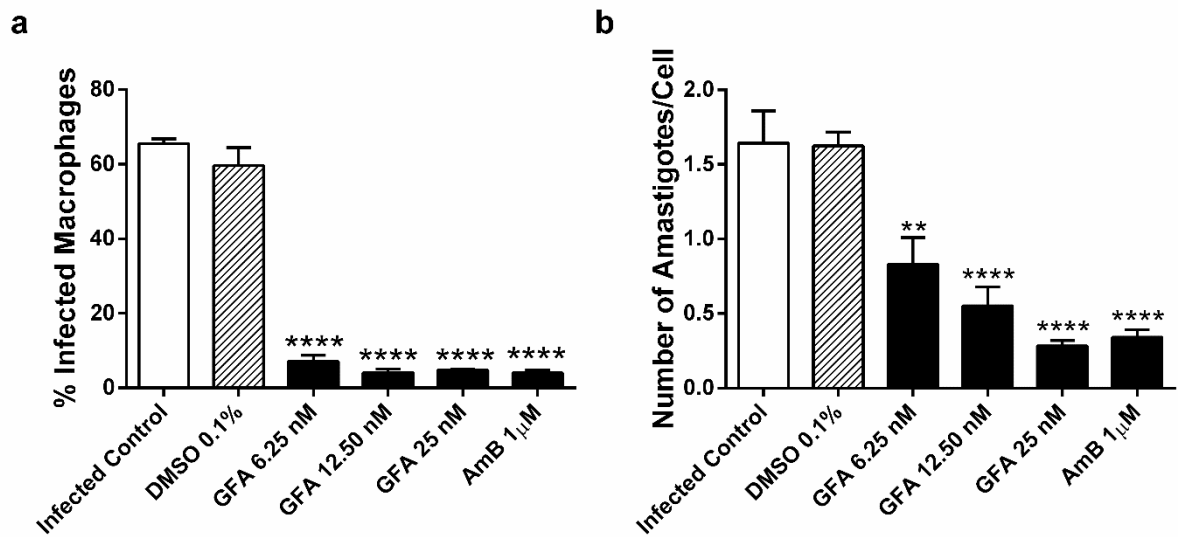 a
% Infected Macrophages
80
60
40
20
0
****
****
****
****
Infected Control
DMSO 0.1%
GFA 6.25 nM
GFA 12.50 nM
GFA 25 nM
AmB 1μM
b
Number of Amastigotes/Cell
2.0
1.5
1.0
0.5
0.0
**
****
****
****
Infected Control
DMSO 0.1%
GFA 6.25 nM
GFA 12.50 nM
GFA 25 nM
AmB 1μM